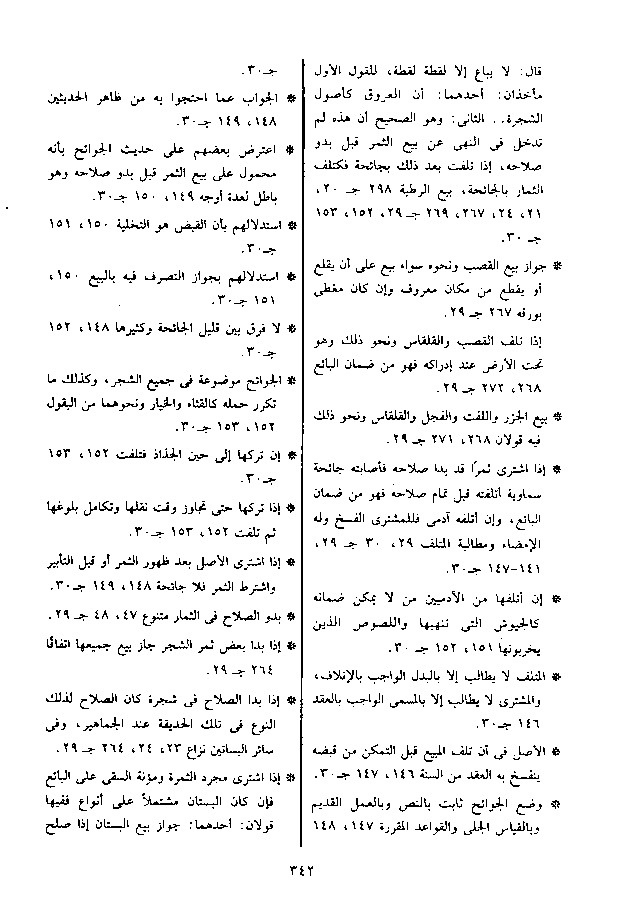 قال: لا يباع إلا لقطة لقطة، للقول الأول
مأخذان: أحدهما: أن العروق كأصول
الشجرة.. الثانى: وهو الصحيح أن هذه لم
تدخل فى النهى عن بيع الثمر قبل بدو
صلاحه، إذا تلفت بعد ذلك بجائحة فكتلف
الثمار بالجائحة، بيع الرطبة ٢٩٨ جـ ٢٠،
٢١، ٢٤، ٢٦٧، ٢٦٩ جـ ٢٩، ١٥٢، ١٥٣
جـ ٣٠.
* جواز بيع القصب ونحوه سواء بيع على أن يقلع
أو يقطع من مكان معروف وإن كان مغطى
بورقه ٢٦٧ جـ ٢٩.
إذا تلف القصب والقلقاس ونحو ذلك وهو
تحت الأرض عند إدراكه فهو من ضمان البائع
٢٦٨، ٢٧٢ جـ ٢٩.
* بيع الجزر واللفت والفجل والقلقاس ونحو ذلك
فيه قولان ٢٦٨، ٢٧١ جـ ٢٩.
* إذا اشترى ثمرًا قد بدا صلاحه فأصابته جائحة
سماوية أتلفته قبل تمام صلاحه فهو من ضمان
البائع، وإن أتلفه آدمى فللمشترى الفسخ وله
الإمضاء ومطالبة المتلف ٢٩، ٣٠ جـ ٢٩،
١٤١-١٤٧ جـ ٣٠.
* إن أتلفها من الآدميين من لا يمكن ضمانه
كالجيوش التى تنهبها واللصوص الذين
يخربونها ١٥١، ١٥٢ جـ ٣٠.
* المتلف لا يطالب إلا بالبدل الواجب بالإتلاف،
والمشترى لا يطالب إلا بالمسمى الواجب بالعقد
١٤٦ جـ ٣٠.
* الأصل فى أن تلف المبيع قبل التمكن من قبضه
ينفسخ به العقد من السنة ١٤٦، ١٤٧ جـ ٣٠.
* وضع الجوائح ثابت بالنص وبالعمل القديم
وبالقياس الجلى والقواعد المقررة ١٤٧، ١٤٨
جـ ٣٠.
* الجواب عما احتجوا به من ظاهر الحديثين
١٤٨، ١٤٩ جـ ٣٠.
* اعترض بعضهم على حديث الجوائح بأنه
محمول على بيع الثمر قبل بدو صلاحه وهو
باطل لعدة أوجه ١٤٩، ١٥٠ جـ ٣٠.
* استدلالهم بأن القبض هو التخلية ١٥٠، ١٥١
جـ ٣٠.
* استدلالهم بجواز التصرف فيه بالبيع ١٥٠،
١٥١ جـ ٣٠.
* لا فرق بين قليل الجائحة وكثيرها ١٤٨، ١٥٢
جـ ٣٠.
* الجوائح موضوعة فى جميع الشجر، وكذلك ما
تكرر حمله كالقثاء والخيار ونحوهما من البقول
١٥٢، ١٥٣ جـ ٣٠.
* إن تركها إلى حين الجذاذ فتلفت ١٥٢، ١٥٣
جـ ٣٠.
* إذا تركها حتى تجاوز وقت نقلها وتكامل بلوغها
ثم تلفت ١٥٢، ١٥٣ جـ ٣٠.
* إذا اشترى الأصل بعد ظهور الثمر أو قبل التأبير
واشترط الثمر فلا جائحة ١٤٨، ١٤٩ جـ ٣٠.
* بدو الصلاح فى الثمار متنوع ٤٧، ٤٨ جـ ٢٩.
* إذا بدا بعض ثمر الشجر جاز بيع جميعها اتفاقًا
٢٦٤ جـ ٢٩.
* إذا بدا الصلاح فى شجرة كان الصلاح لذلك
النوع فى تلك الحديقة عند الجماهير، وفى
سائر البساتين نزاع ٢٣، ٢٤، ٢٦٤ جـ ٢٩.
* إذا اشترى مجرد الثمرة ومؤنة السقى على البائع
فإن كان البستان مشتملاً على أنواع ففيها
قولان: أحدهما: جواز بيع البستان إذا صلح
٣٤٢